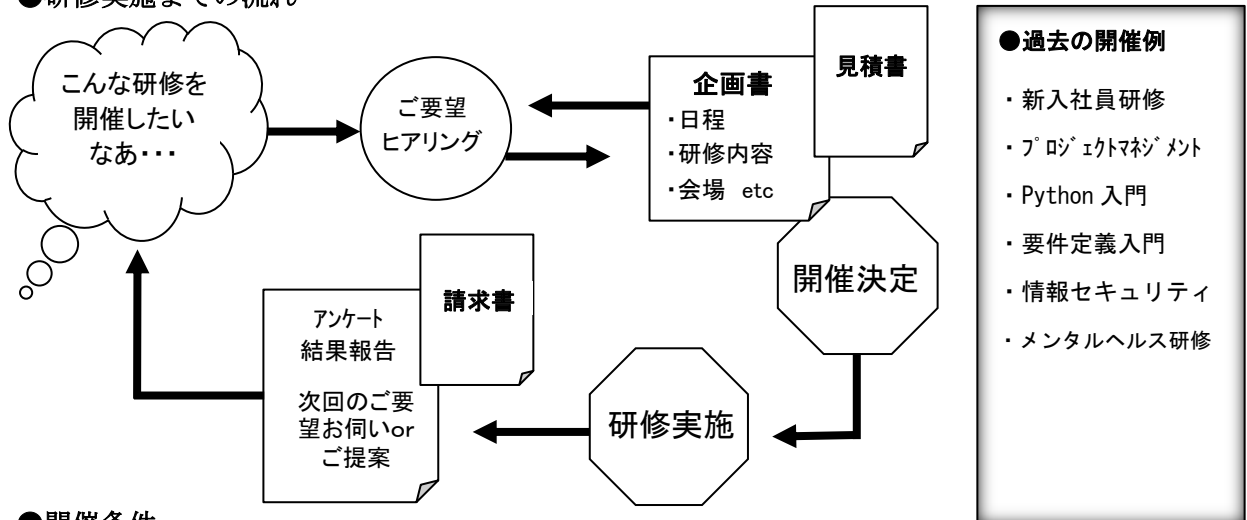 ●研修実施までの流れ
こんな研修を
開催したい
なあ・・・
ご要望
ヒアリング
企画書
・日程
・研修内容
・会場 etc
見積書
開催決定
研修実施
請求書
ｱﾝｹｰﾄ
結果報告
次回のご要
望お伺いor
ご提案
●過去の開催例
・新入社員研修
・ﾌﾟﾛｼﾞｪｸﾄﾏﾈｼﾞﾒﾝﾄ
・Python 入門
・要件定義入門
・情報セキュリティ
・メンタルヘルス研修
●開催条件